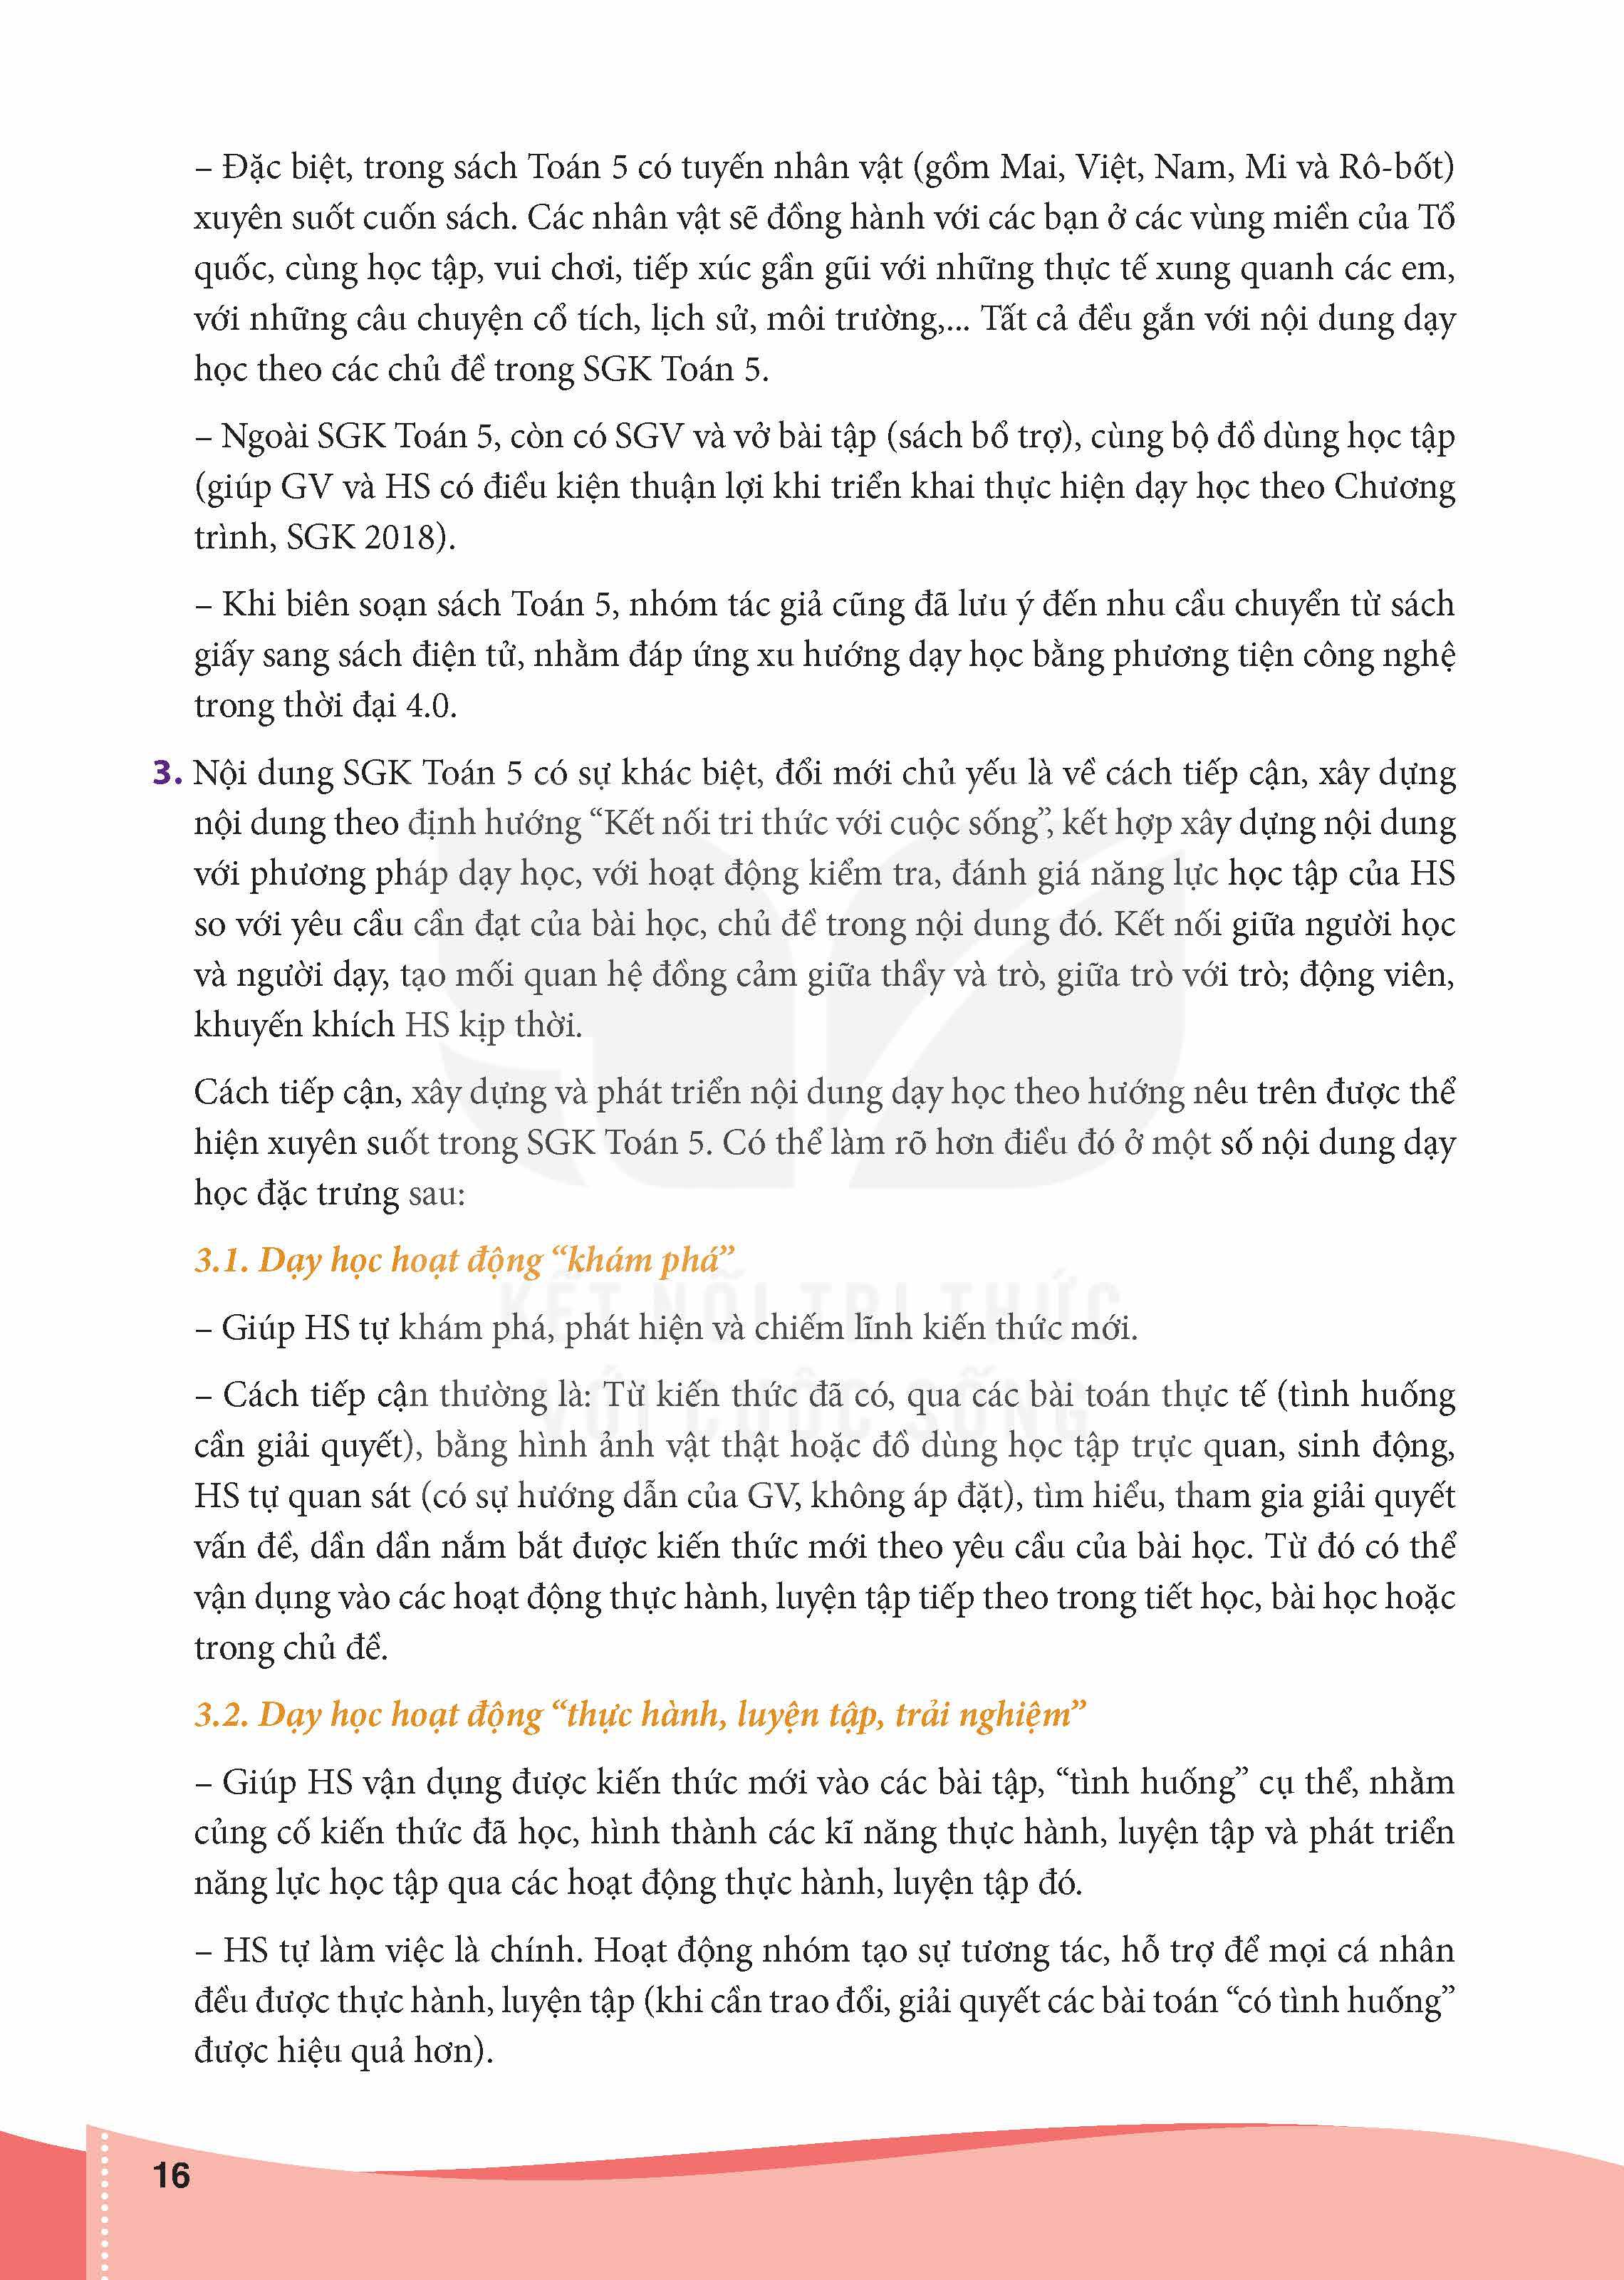 – Đặc biệt, trong sách Toán 5 có tuyến nhân vật (gồm Mai, Việt, Nam, Mi và Rô-bốt)
xuyên suốt cuốn sách. Các nhân vật sẽ đồng hành với các bạn ở các vùng miền của Tổ
quốc, cùng học tập, vui chơi, tiếp xúc gần gũi với những thực tế xung quanh các em,
với những câu chuyện cổ tích, lịch sử, môi trường,... Tất cả đều gắn với nội dung dạy
học theo các chủ đề trong SGK Toán 5.
– Ngoài SGK Toán 5, còn có SGV và vở bài tập (sách bổ trợ), cùng bộ đồ dùng học tập
(giúp GV và HS có điều kiện thuận lợi khi triển khai thực hiện dạy học theo Chương
trình, SGK 2018).
– Khi biên soạn sách Toán 5, nhóm tác giả cũng đã lưu ý đến nhu cầu chuyển từ sách
giấy sang sách điện tử, nhằm đáp ứng xu hướng dạy học bằng phương tiện công nghệ
trong thời đại 4.0.
3. Nội dung SGK Toán 5 có sự khác biệt, đổi mới chủ yếu là về cách tiếp cận, xây dựng
nội dung theo định hướng “Kết nối tri thức với cuộc sống”, kết hợp xây dựng nội dung
với phương pháp dạy học, với hoạt động kiểm tra, đánh giá năng lực học tập của HS
so với yêu cầu cần đạt của bài học, chủ đề trong nội dung đó. Kết nối giữa người học
và người dạy, tạo mối quan hệ đồng cảm giữa thầy và trò, giữa trò với trò; động viên,
khuyến khích HS kịp thời.
Cách tiếp cận, xây dựng và phát triển nội dung dạy học theo hướng nêu trên được thể
hiện xuyên suốt trong SGK Toán 5. Có thể làm rõ hơn điều đó ở một số nội dung dạy
học đặc trưng sau:
3.1. Dạy học hoạt động “khám phá”
KẾT NỐI TRI THỨC
– Giúp HS tự khám phá, phát hiện và chiếm lĩnh kiến thức mới.
VỚI CUỘC SỐNG
– Cách tiếp cận thường là: Từ kiến thức đã có, qua các bài toán thực tế (tình huống
cần giải quyết), bằng hình ảnh vật thật hoặc đồ dùng học tập trực quan, sinh động,
HS tự quan sát (có sự hướng dẫn của GV, không áp đặt), tìm hiểu, tham gia giải quyết
vấn đề, dần dần nắm bắt được kiến thức mới theo yêu cầu của bài học. Từ đó có thể
vận dụng vào các hoạt động thực hành, luyện tập tiếp theo trong tiết học, bài học hoặc
trong chủ đề.
3.2. Dạy học hoạt động “thực hành, luyện tập, trải nghiệm”
– Giúp HS vận dụng được kiến thức mới vào các bài tập, “tình huống” cụ thể, nhằm
củng cố kiến thức đã học, hình thành các kĩ năng thực hành, luyện tập và phát triển
năng lực học tập qua các hoạt động thực hành, luyện tập đó.
– HS tự làm việc là chính. Hoạt động nhóm tạo sự tương tác, hỗ trợ để mọi cá nhân
đều được thực hành, luyện tập (khi cần trao đổi, giải quyết các bài toán “có tình huống”
được hiệu quả hơn).
16